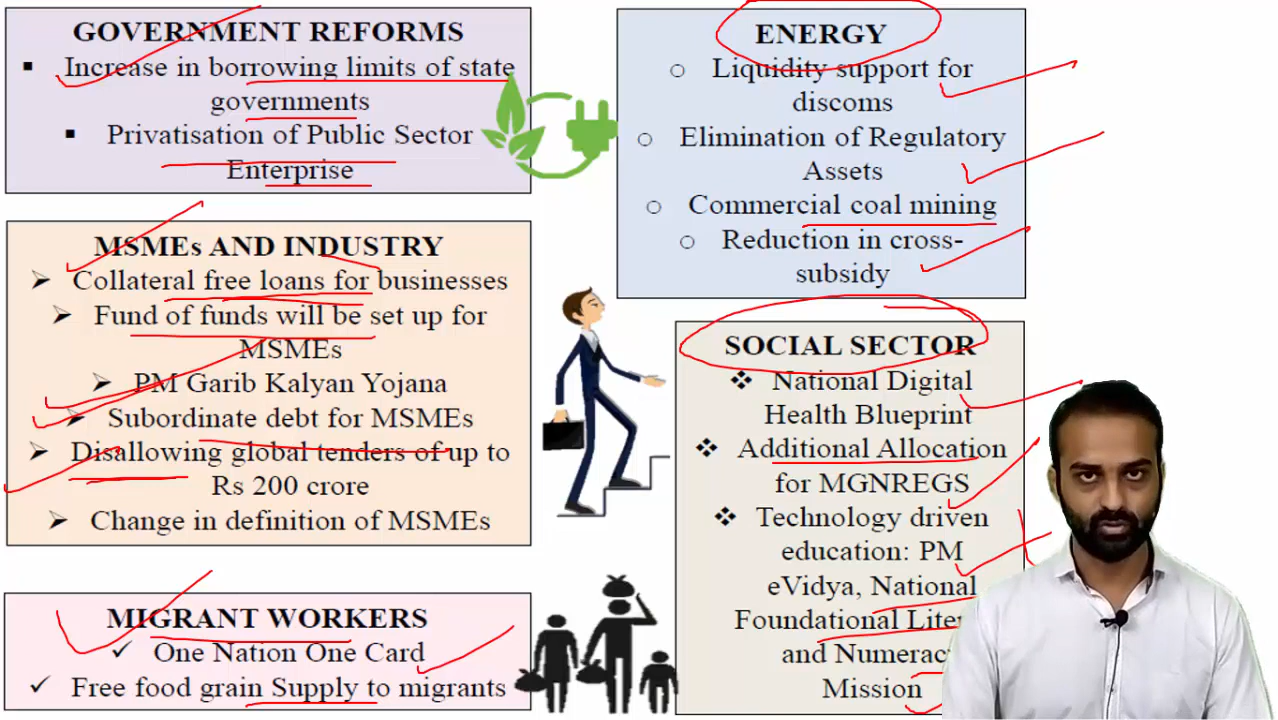 GOVERNMENT REFORMS
▪ Increase in borrowing limits of state
governments
▪ Privatisation of Public Sector
Enterprise
MSMEs AND INDUSTRY
➤ Collateral free loans for businesses
➤ Fund of funds will be set up for
MSMEs
➤ PM Garib Kalyan Yojana
➤ Subordinate debt for MSMEs
➤ Disallowing global tenders of up to
Rs 200 crore
➤ Change in definition of MSMEs
MIGRANT WORKERS
✓ One Nation One Card
✓ Free food grain Supply to migrants
ENERGY
○ Liquidity support for
discoms
○ Elimination of Regulatory
Assets
○ Commercial coal mining
○ Reduction in cross-
subsidy
SOCIAL SECTOR
❖ National Digital
Health Blueprint
❖ Additional Allocation
for MGNREGS
❖ Technology driven
education: PM
eVidya, National
Foundational
and
Mission